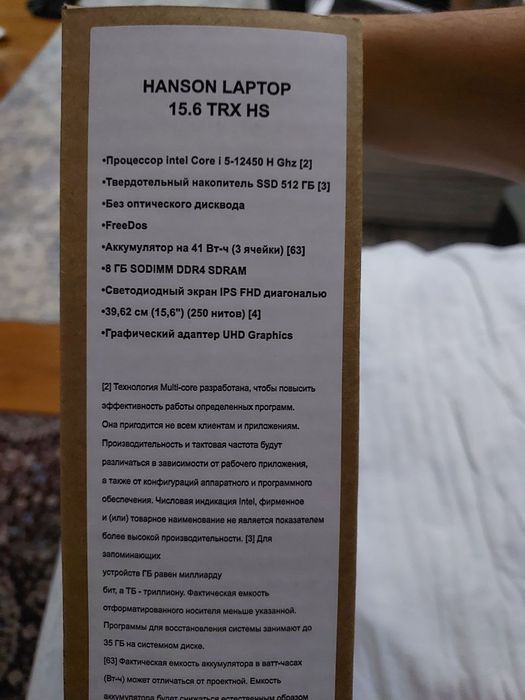 HANSON LAPTOP
15.6 TRX HS
•Процессор intel Core i 5-12450 H Ghz [2]
•Твердотельный накопитель SSD 512 ГБ [3]
•Без оптического дисквода
•FreeDos
•Аккумулятор на 41 Вт-ч (3 ячейки) [63]
•8 ГБ SODIMM DDR4 SDRAM
•Светодиодный экран IPS FHD диагональю
•39,62 см (15,6") (250 нитов) [4]
•Графический адаптер UHD Graphics
[2] Технология Multi-core разработана, чтобы повысить
эффективность работы определенных программ.
Она пригодится не всем клиентам и приложениям.
Производительность и тактовая частота будут
различаться в зависимости от рабочего приложения,
а также от конфигураций аппаратного и программного
обеспечения. Числовая индикация Intel, фирменное
и (или) товарное наименование не является показателем
более высокой производительности. [3] Для
запоминающих
устройств ГБ равен миллиарду
бит, а ТБ - триллиону. Фактическая емкость
отформатированного носителя меньше указанной.
Программы для восстановления системы занимают до
35 ГБ на системном диске.
[63] Фактическая емкость аккумулятора в ватт-часах
(Вт-ч) может отличаться от проектной. Емкость
аккумулятора будет снижаться естественным образом